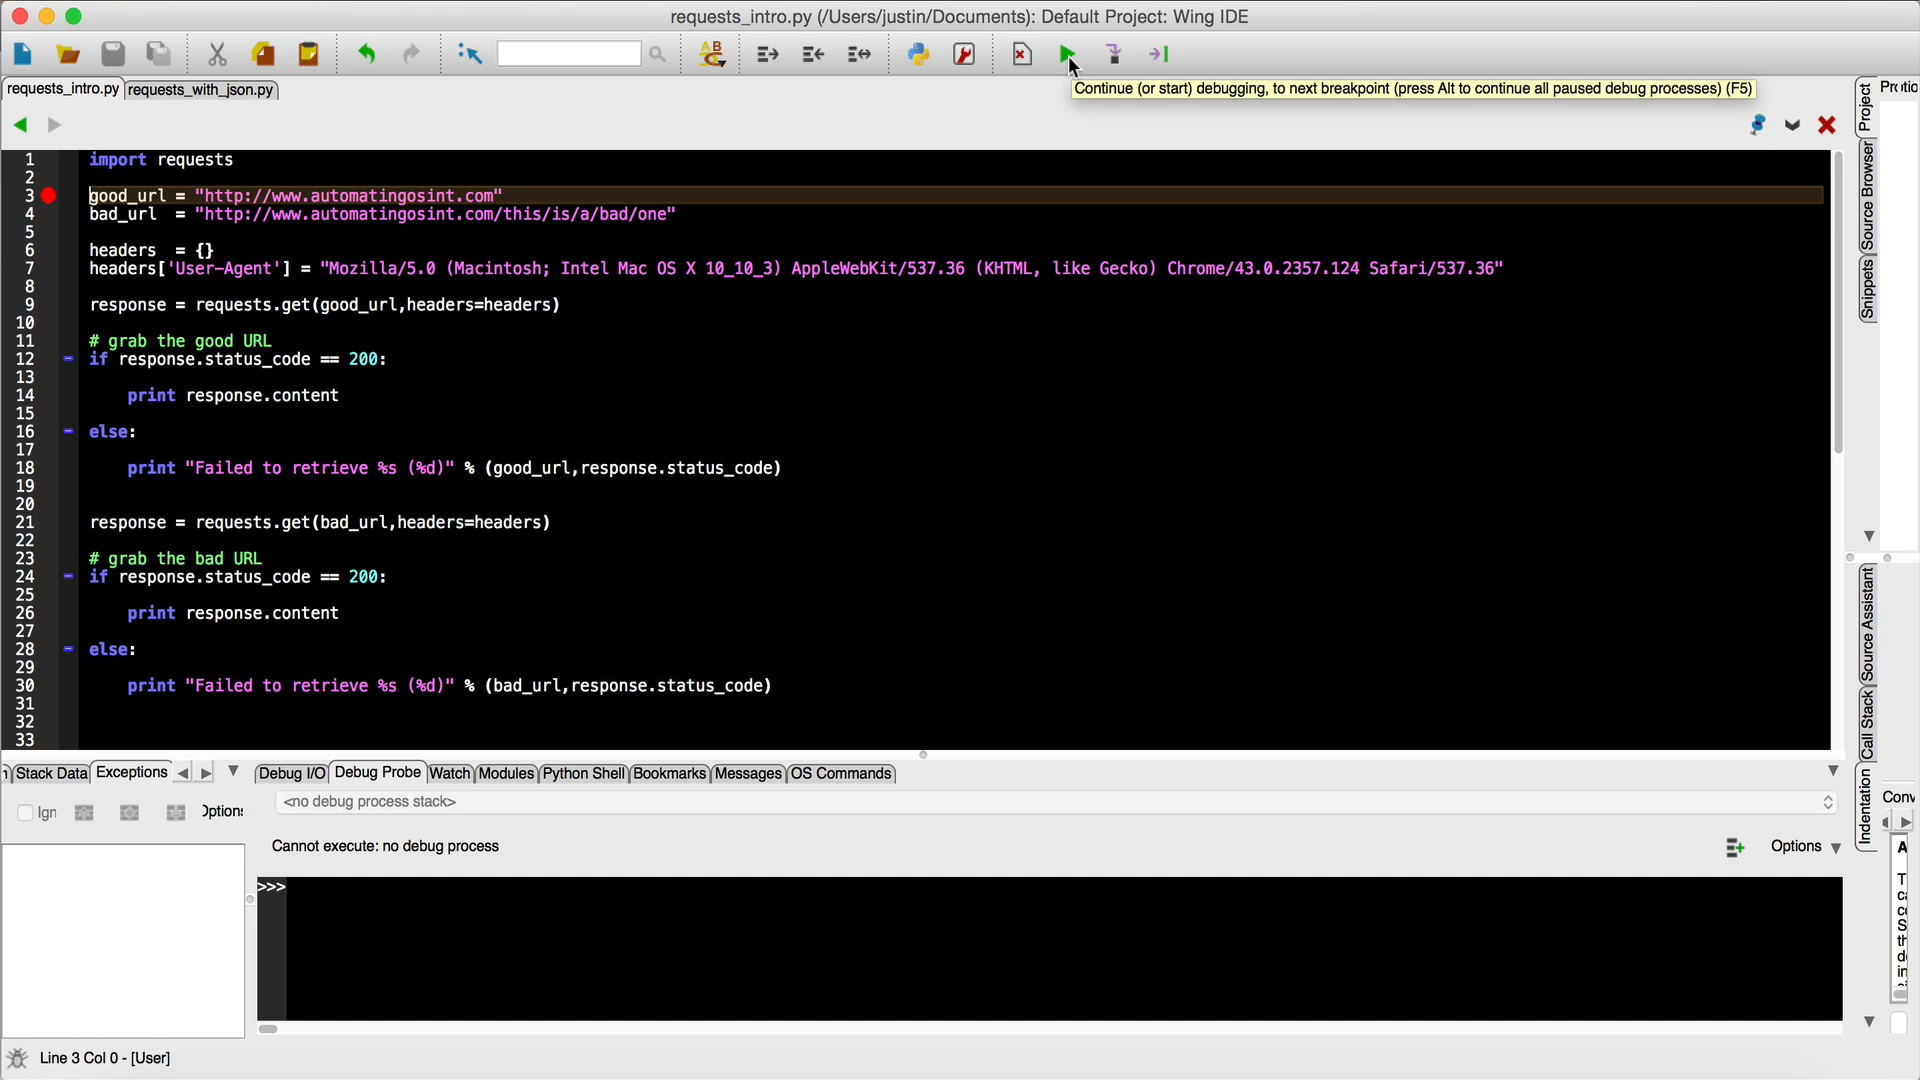 requests_intro.py (/Users/justin/Documents): Default Project: Wing IDE
requests_intro.py requests_with_json.py
Continue (or start) debugging, to next breakpoint (press Alt to continue all paused debug processes) (F5)
1 import requests
2
3 good_url = "http://www.automatingosint.com"
4 bad_url  = "http://www.automatingosint.com/this/is/a/bad/one"
5
6 headers  = {}
7 headers['User-Agent'] = "Mozilla/5.0 (Macintosh; Intel Mac OS X 10_10_3) AppleWebKit/537.36 (KHTML, like Gecko) Chrome/43.0.2357.124 Safari/537.36"
8
9 response = requests.get(good_url,headers=headers)
10
11 # grab the good URL
12 if response.status_code == 200:
13
14     print response.content
15
16 else:
17
18     print "Failed to retrieve %s (%d)" % (good_url,response.status_code)
19
20
21 response = requests.get(bad_url,headers=headers)
22
23 # grab the bad URL
24 if response.status_code == 200:
25
26     print response.content
27
28 else:
29
30     print "Failed to retrieve %s (%d)" % (bad_url,response.status_code)
31
32
33
Project
Source Browser
Snippets
Source Assistant
Call Stack
Indentation
Stack Data Exceptions
Debug I/O Debug Probe Watch Modules Python Shell Bookmarks Messages OS Commands
Ign
<no debug process stack>
Cannot execute: no debug process
Options
>>>
Line 3 Col 0 - [User]